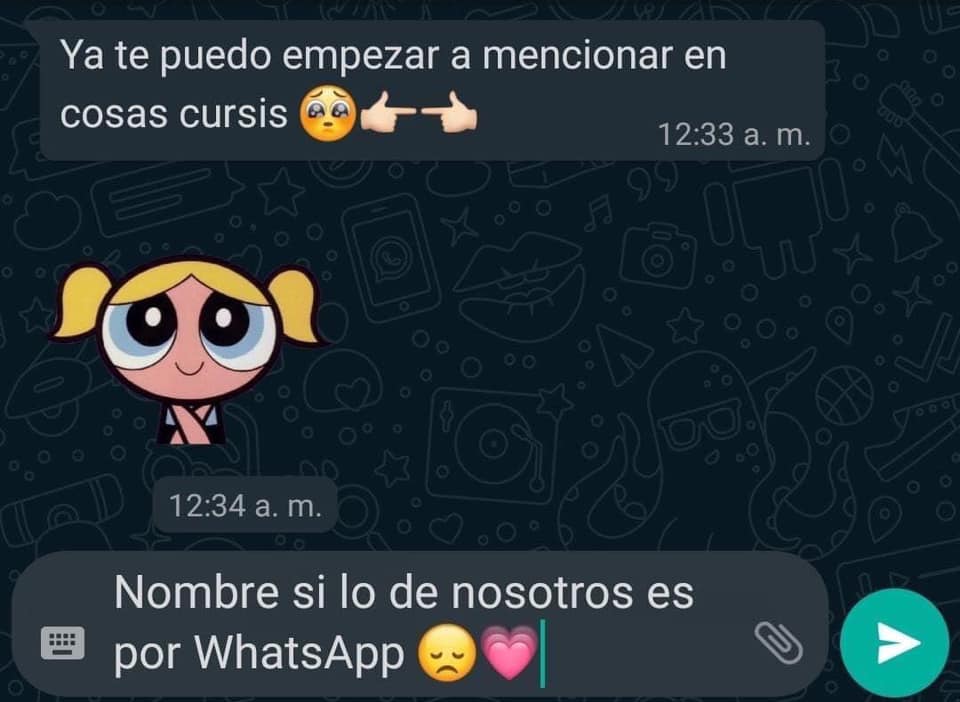 Ya te puedo empezar a mencionar en
cosas cursis 🥺👉🏻👈🏻
12:33 a. m.
12:34 a. m.
Nombre si lo de nosotros es
por WhatsApp 😞💗